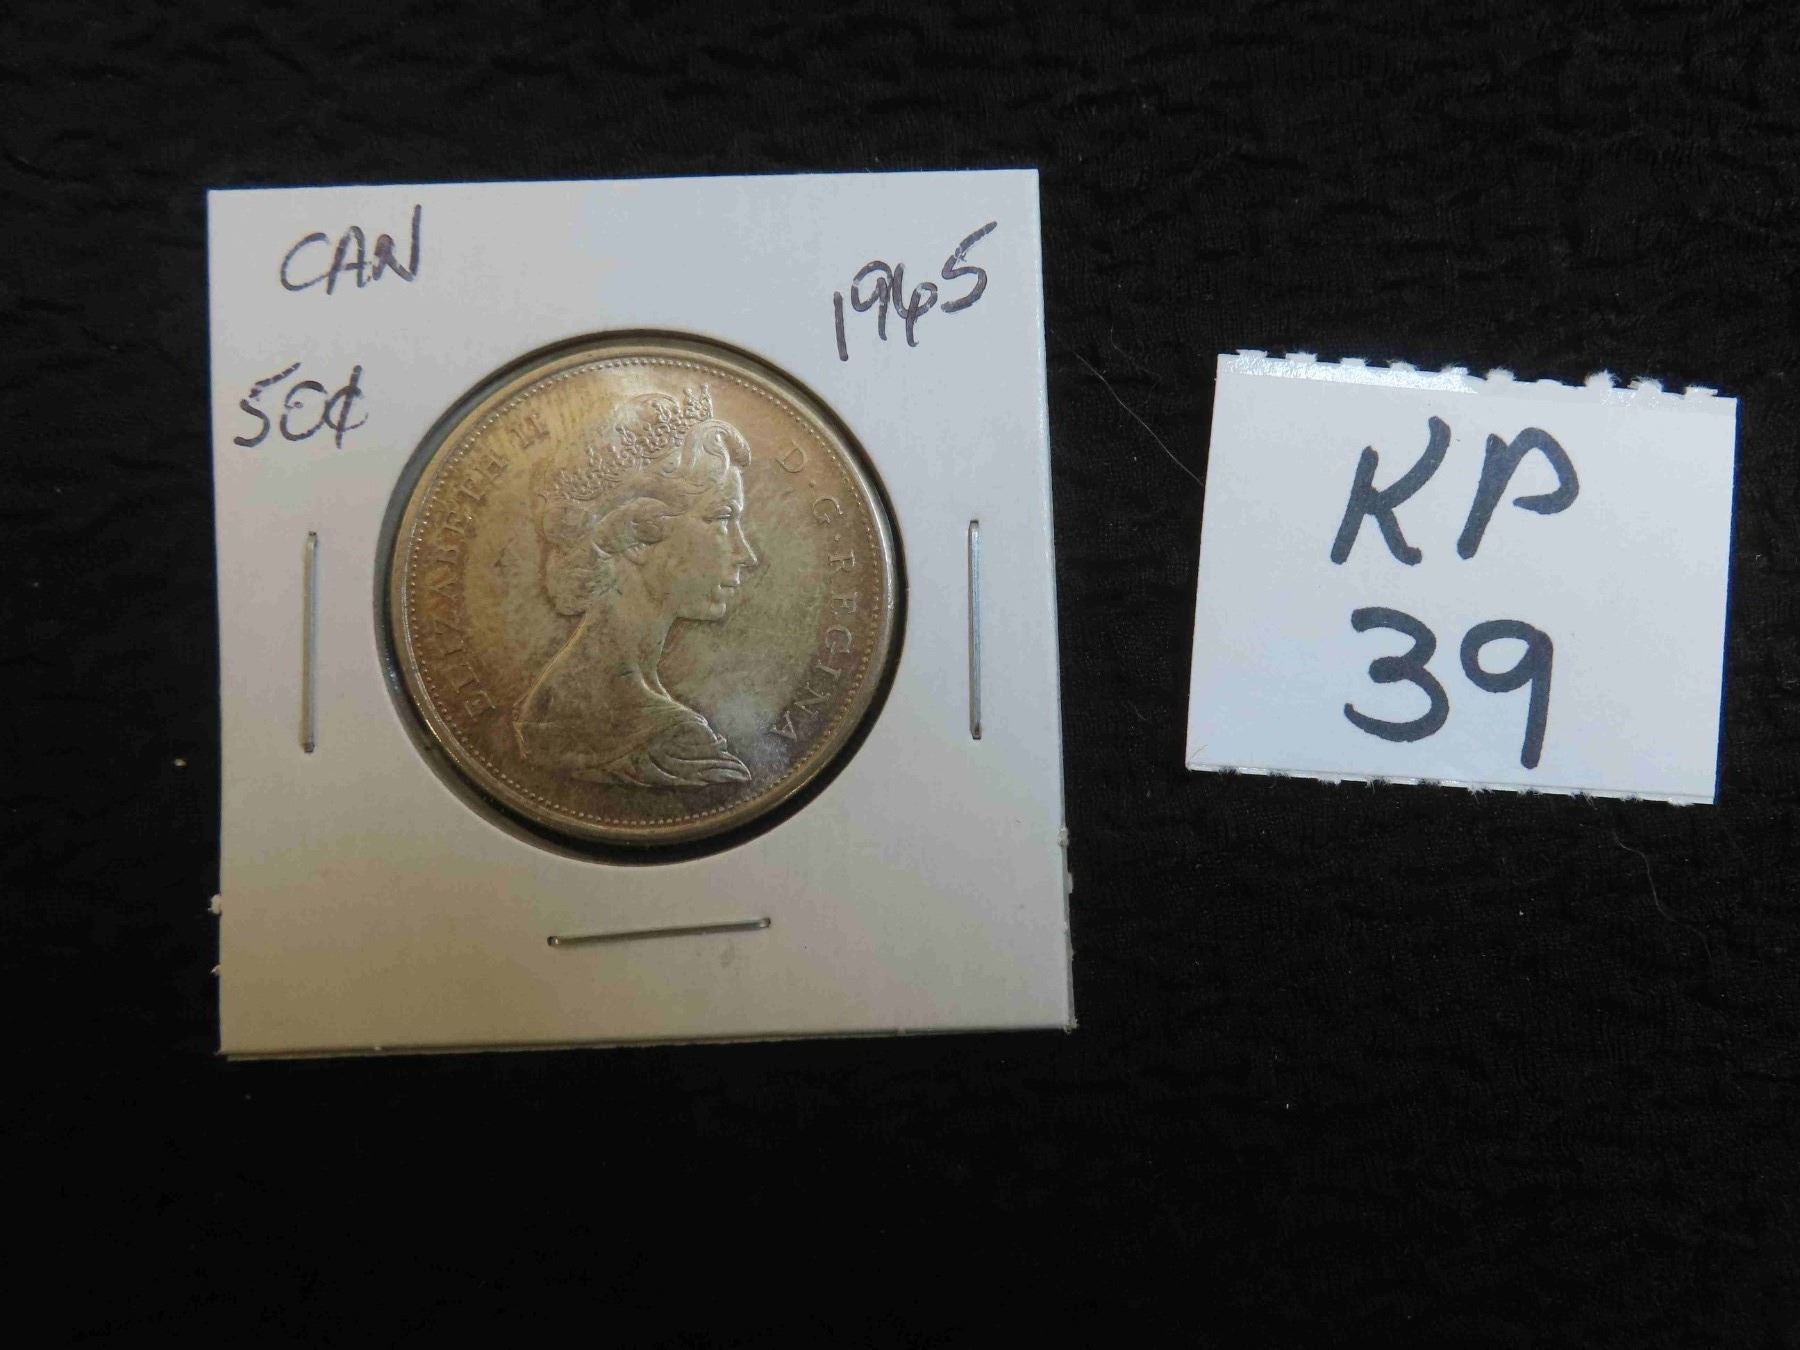 CAN
1965
50¢
ELIZABETH II D·G·REGINA
KP
39